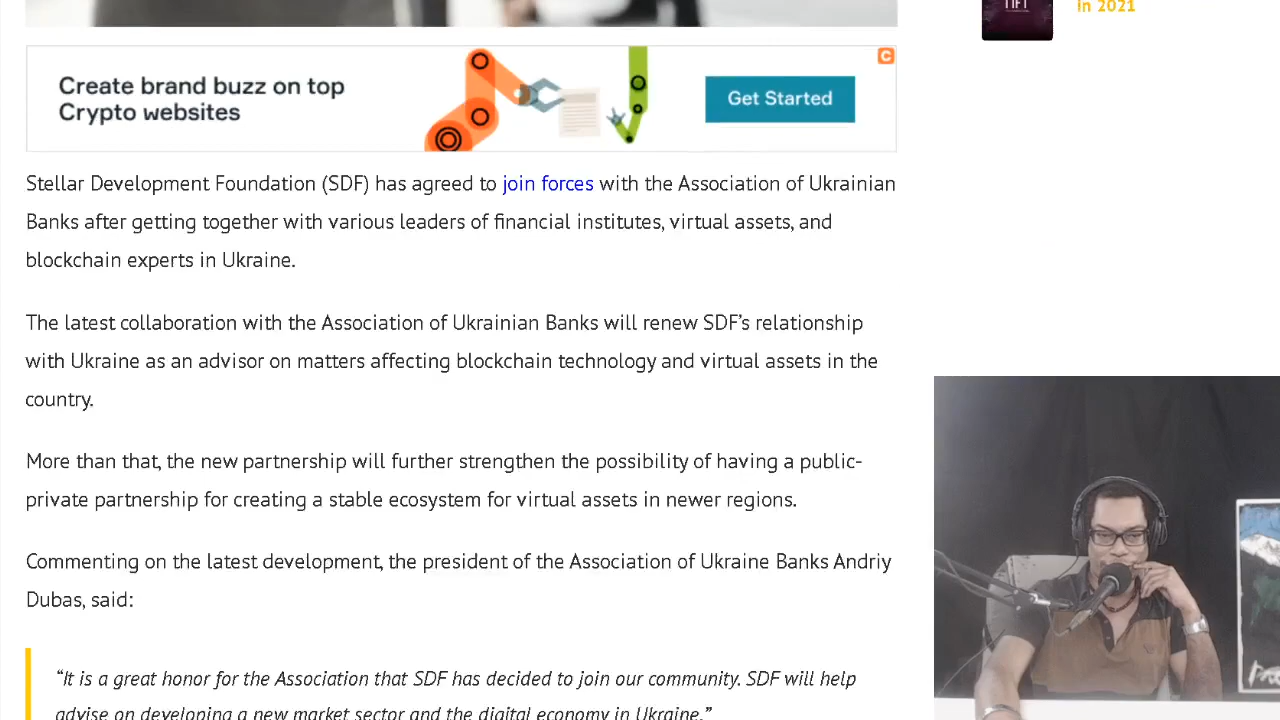 in 2021
Create brand buzz on top
Crypto websites
Get Started
Stellar Development Foundation (SDF) has agreed to join forces with the Association of Ukrainian
Banks after getting together with various leaders of financial institutes, virtual assets, and
blockchain experts in Ukraine.
The latest collaboration with the Association of Ukrainian Banks will renew SDF’s relationship
with Ukraine as an advisor on matters affecting blockchain technology and virtual assets in the
country.
More than that, the new partnership will further strengthen the possibility of having a public-
private partnership for creating a stable ecosystem for virtual assets in newer regions.
Commenting on the latest development, the president of the Association of Ukraine Banks Andriy
Dubas, said:
“It is a great honor for the Association that SDF has decided to join our community. SDF will help
advise on developing a new market sector and the digital economy in Ukraine.”